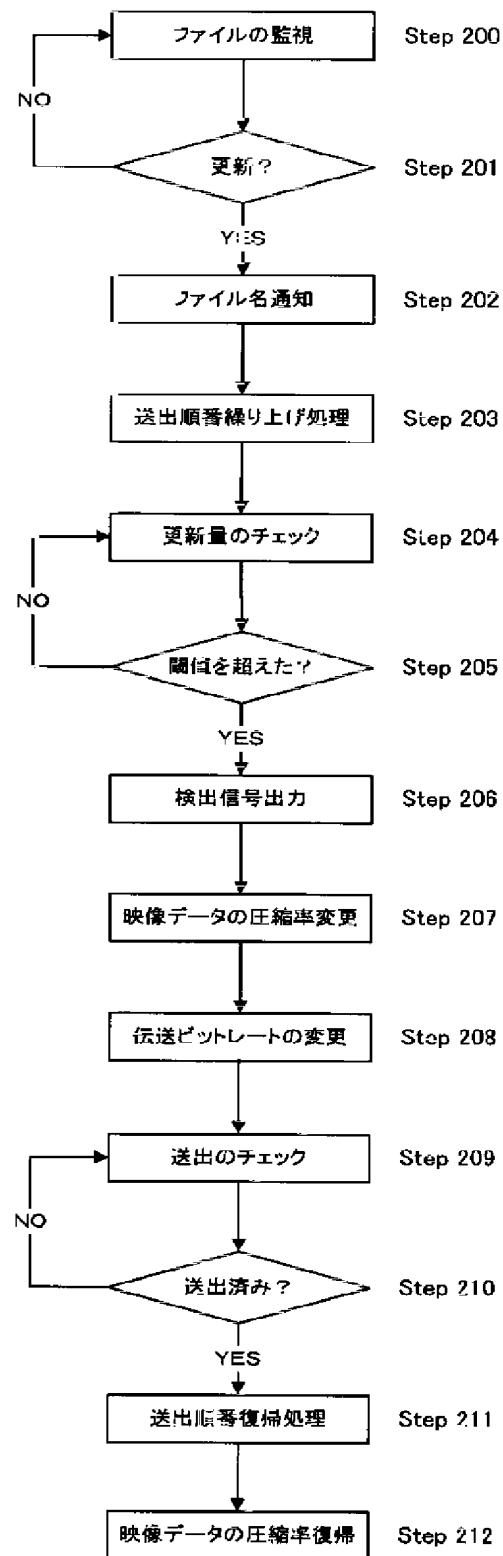 ファイルの監視 Step 200
NO
更新? Step 201
YES
ファイル名通知 Step 202
送出順番繰り上げ処理 Step 203
更新量のチェック Step 204
NO
閾値を超えた? Step 205
YES
検出信号出力 Step 206
映像データの圧縮率変更 Step 207
伝送ビットレートの変更 Step 208
送出のチェック Step 209
NO
送出済み? Step 210
YES
送出順番復帰処理 Step 211
映像データの圧縮率復帰 Step 212